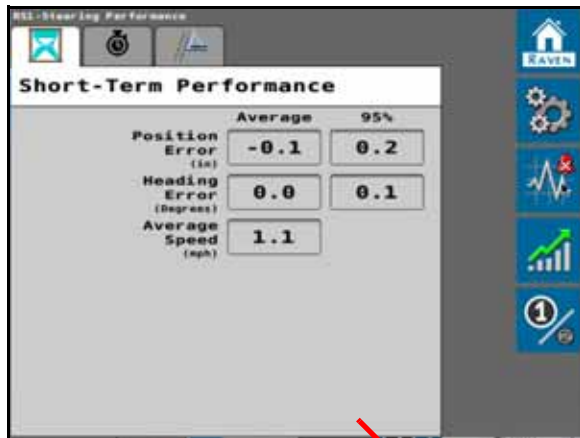 RS1-Steering Performance
RAVEN
Short-Term Performance
Average 95%
Position
Error -0.1 0.2
(in)
Heading
Error 0.0 0.1
(Degrees)
Average
Speed 1.1
(mph)
1